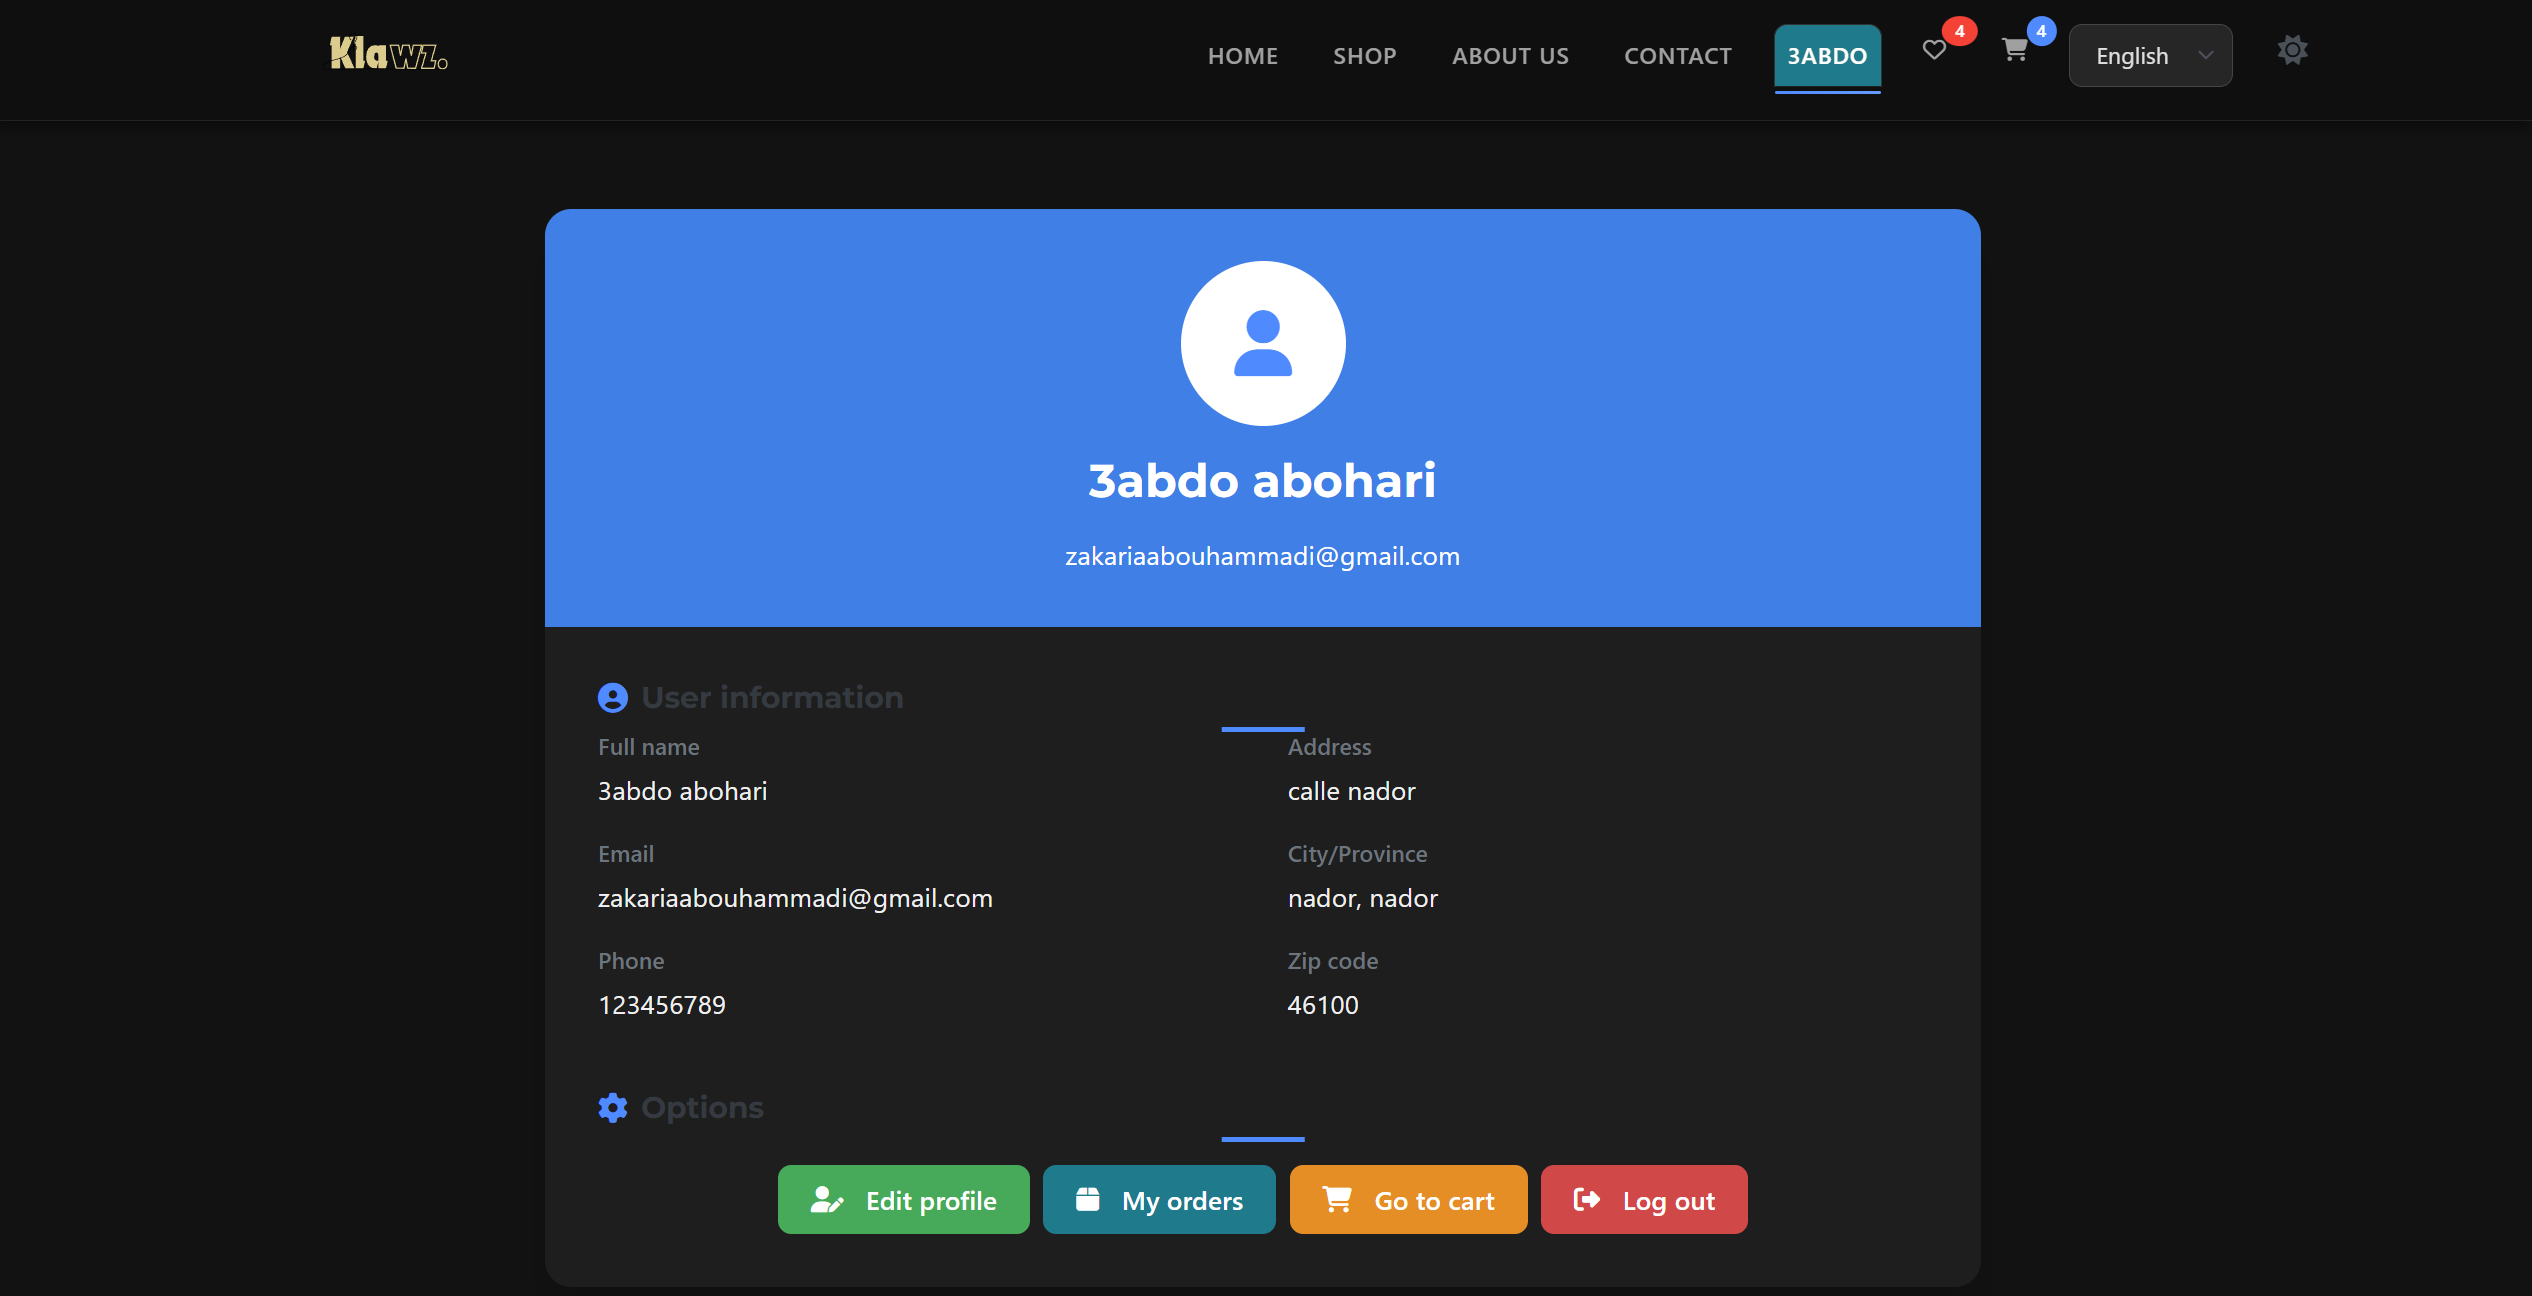 Klawz.
HOME SHOP ABOUT US CONTACT 3ABDO 4 4 English
3abdo abohari
zakariaabouhammadi@gmail.com
User information
Full name
3abdo abohari
Address
calle nador
Email
zakariaabouhammadi@gmail.com
City/Province
nador, nador
Phone
123456789
Zip code
46100
Options
Edit profile My orders Go to cart Log out